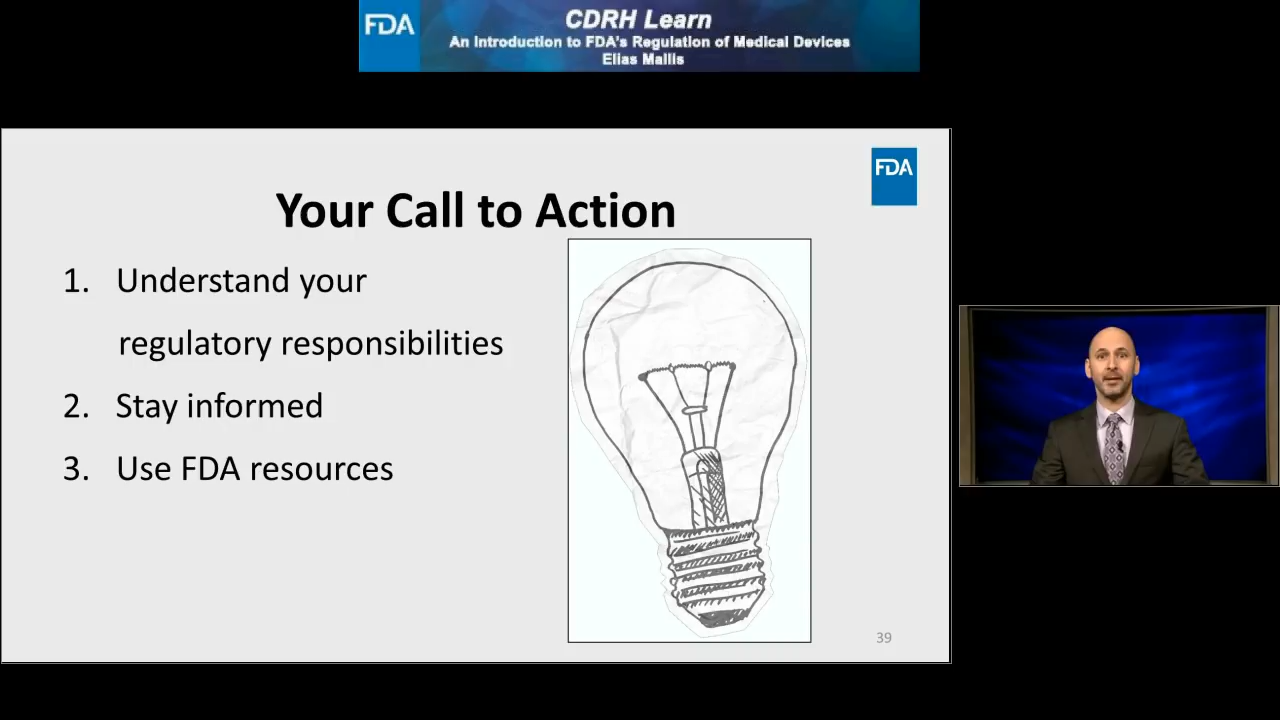 FDA
CDRH Learn
An Introduction to FDA's Regulation of Medical Devices
Elias Mallis
FDA
Your Call to Action
1. Understand your
regulatory responsibilities
2. Stay informed
3. Use FDA resources
39